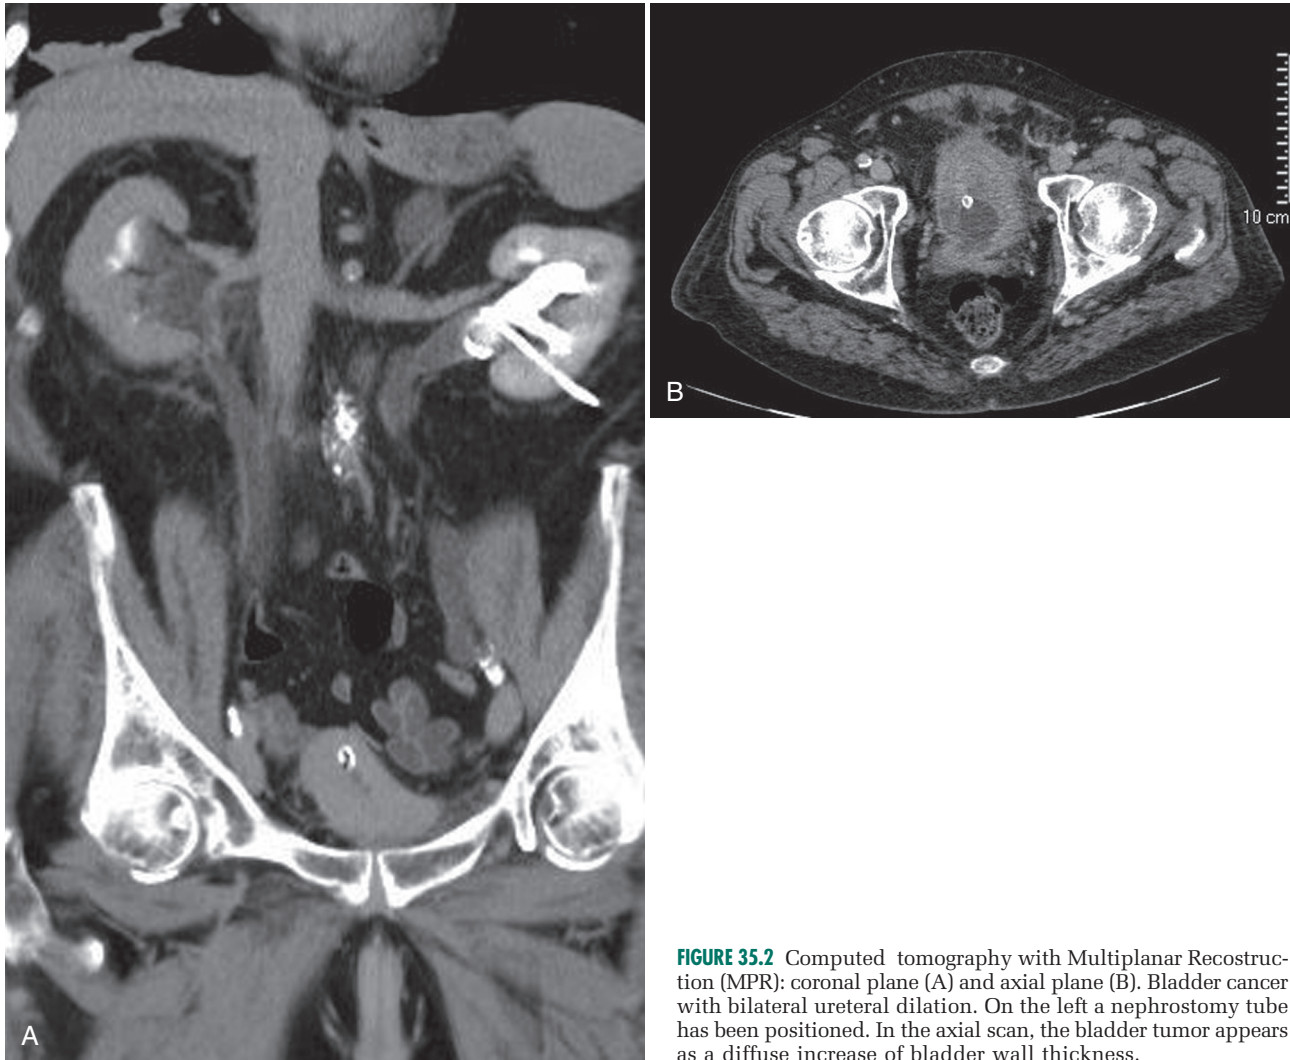 10 cm
B
A
FIGURE 35.2 Computed tomography with Multiplanar Recostruc-
tion (MPR): coronal plane (A) and axial plane (B). Bladder cancer
with bilateral ureteral dilation. On the left a nephrostomy tube
has been positioned. In the axial scan, the bladder tumor appears
as a diffuse increase of bladder wall thickness.